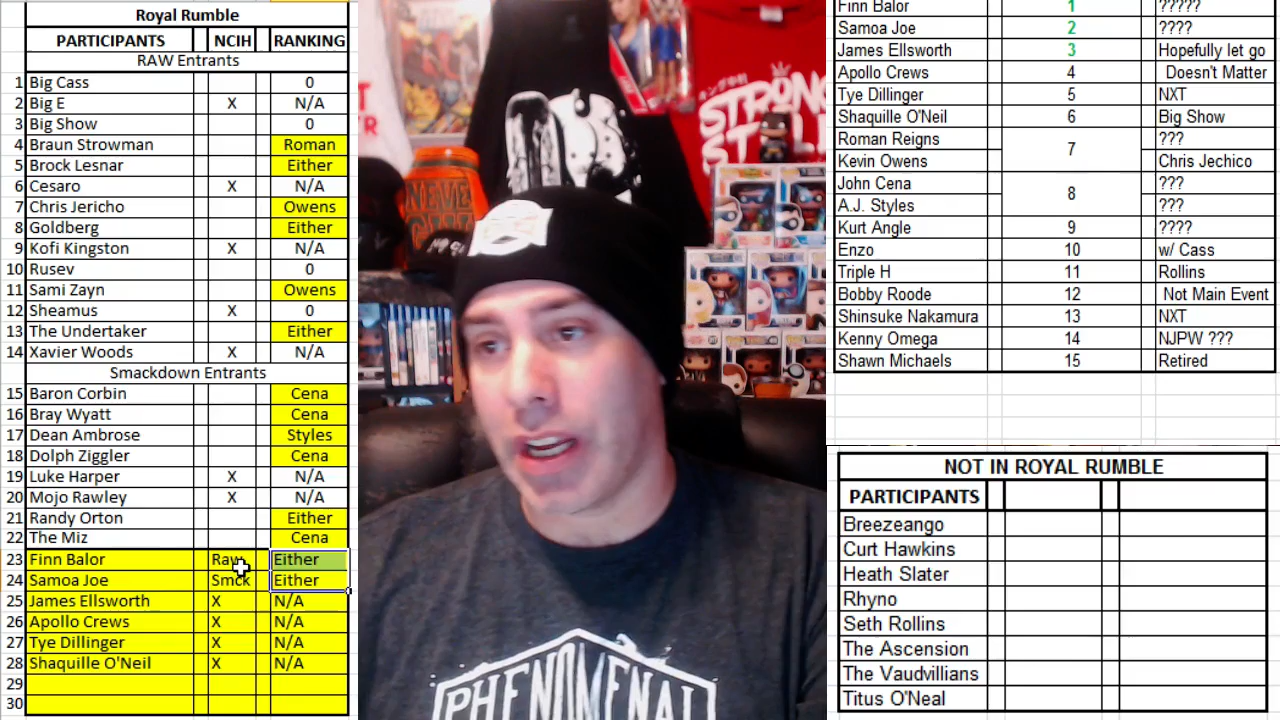 Royal Rumble
PARTICIPANTS NCIH RANKING
RAW Entrants
1 Big Cass 0
2 Big E X N/A
3 Big Show 0
4 Braun Strowman Roman
5 Brock Lesnar Either
6 Cesaro X N/A
7 Chris Jericho Owens
8 Goldberg Either
9 Kofi Kingston X N/A
10 Rusev 0
11 Sami Zayn Owens
12 Sheamus X 0
13 The Undertaker Either
14 Xavier Woods X N/A
Smackdown Entrants
15 Baron Corbin Cena
16 Bray Wyatt Cena
17 Dean Ambrose Styles
18 Dolph Ziggler Cena
19 Luke Harper X N/A
20 Mojo Rawley X N/A
21 Randy Orton Either
22 The Miz Cena
23 Finn Balor Raw Either
24 Samoa Joe Smck Either
25 James Ellsworth X N/A
26 Apollo Crews X N/A
27 Tye Dillinger X N/A
28 Shaquille O'Neil X N/A
29
30
STRONG
STYLE
NEVER
PHENOMENAL
Finn Balor 1 ?????
Samoa Joe 2 ????
James Ellsworth 3 Hopefully let go
Apollo Crews 4 Doesn't Matter
Tye Dillinger 5 NXT
Shaquille O'Neil 6 Big Show
Roman Reigns 7 ???
Kevin Owens Chris Jechico
John Cena 8 ???
A.J. Styles ???
Kurt Angle 9 ????
Enzo 10 w/ Cass
Triple H 11 Rollins
Bobby Roode 12 Not Main Event
Shinsuke Nakamura 13 NXT
Kenny Omega 14 NJPW ???
Shawn Michaels 15 Retired
NOT IN ROYAL RUMBLE
PARTICIPANTS
Breezeango
Curt Hawkins
Heath Slater
Rhyno
Seth Rollins
The Ascension
The Vaudvillians
Titus O'Neal